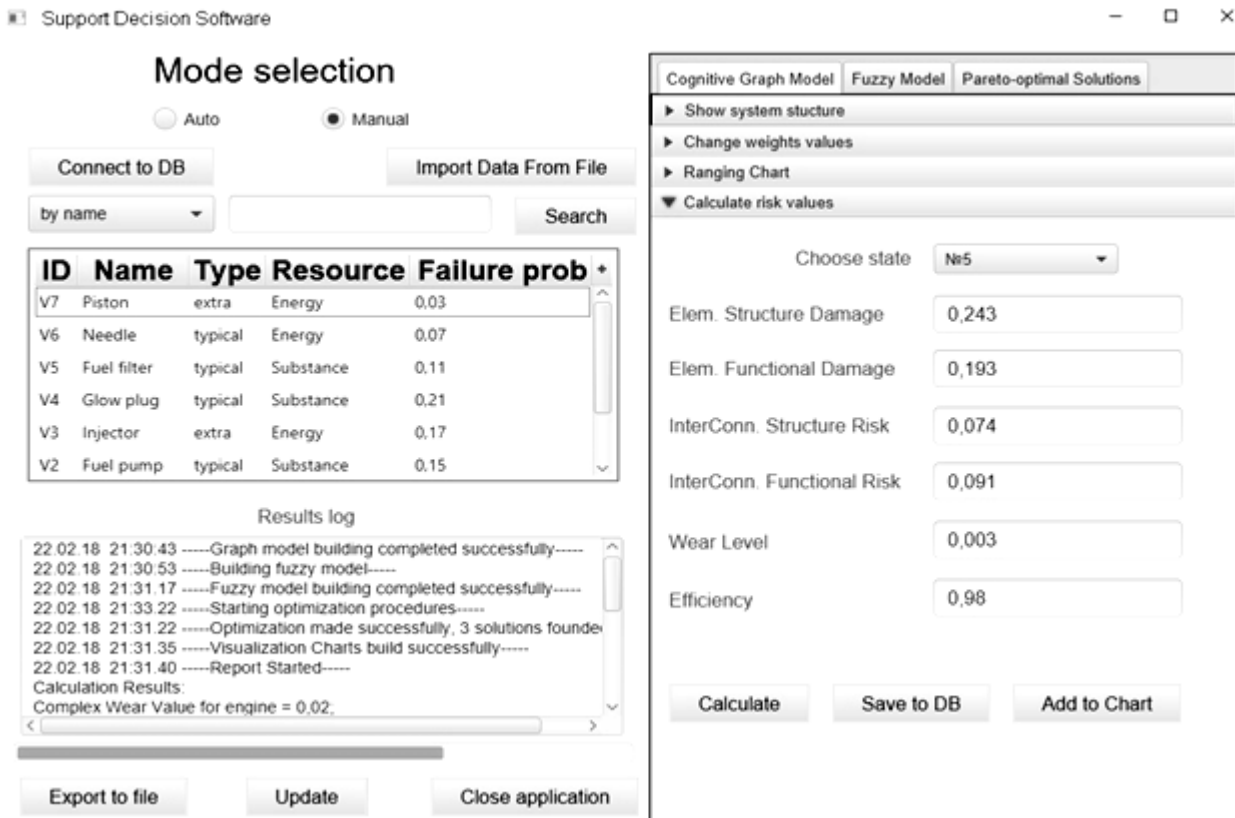 Support Decision Software
Mode selection
Auto Manual
Connect to DB Import Data From File
by name Search
ID Name Type Resource Failure prob +
V7 Piston extra Energy 0,03
V6 Needle typical Energy 0,07
V5 Fuel filter typical Substance 0,11
V4 Glow plug typical Substance 0,21
V3 Injector extra Energy 0,17
V2 Fuel pump typical Substance 0,15
Results log
22.02.18 21:30:43 -----Graph model building completed successfully-----
22.02.18 21:30:53 -----Building fuzzy model-----
22.02.18 21:31.17 -----Fuzzy model building completed successfully-----
22.02.18 21:33.22 -----Starting optimization procedures-----
22.02.18 21:31.22 -----Optimization made successfully, 3 solutions founded
22.02.18 21:31.35 -----Visualization Charts build successfully-----
22.02.18 21:31.40 -----Report Started-----
Calculation Results:
Complex Wear Value for engine = 0,02;
Export to file Update Close application
Cognitive Graph Model Fuzzy Model Pareto-optimal Solutions
Show system stucture
Change weights values
Ranging Chart
Calculate risk values
Choose state №5
Elem. Structure Damage 0,243
Elem. Functional Damage 0,193
InterConn. Structure Risk 0,074
InterConn. Functional Risk 0,091
Wear Level 0,003
Efficiency 0,98
Calculate Save to DB Add to Chart